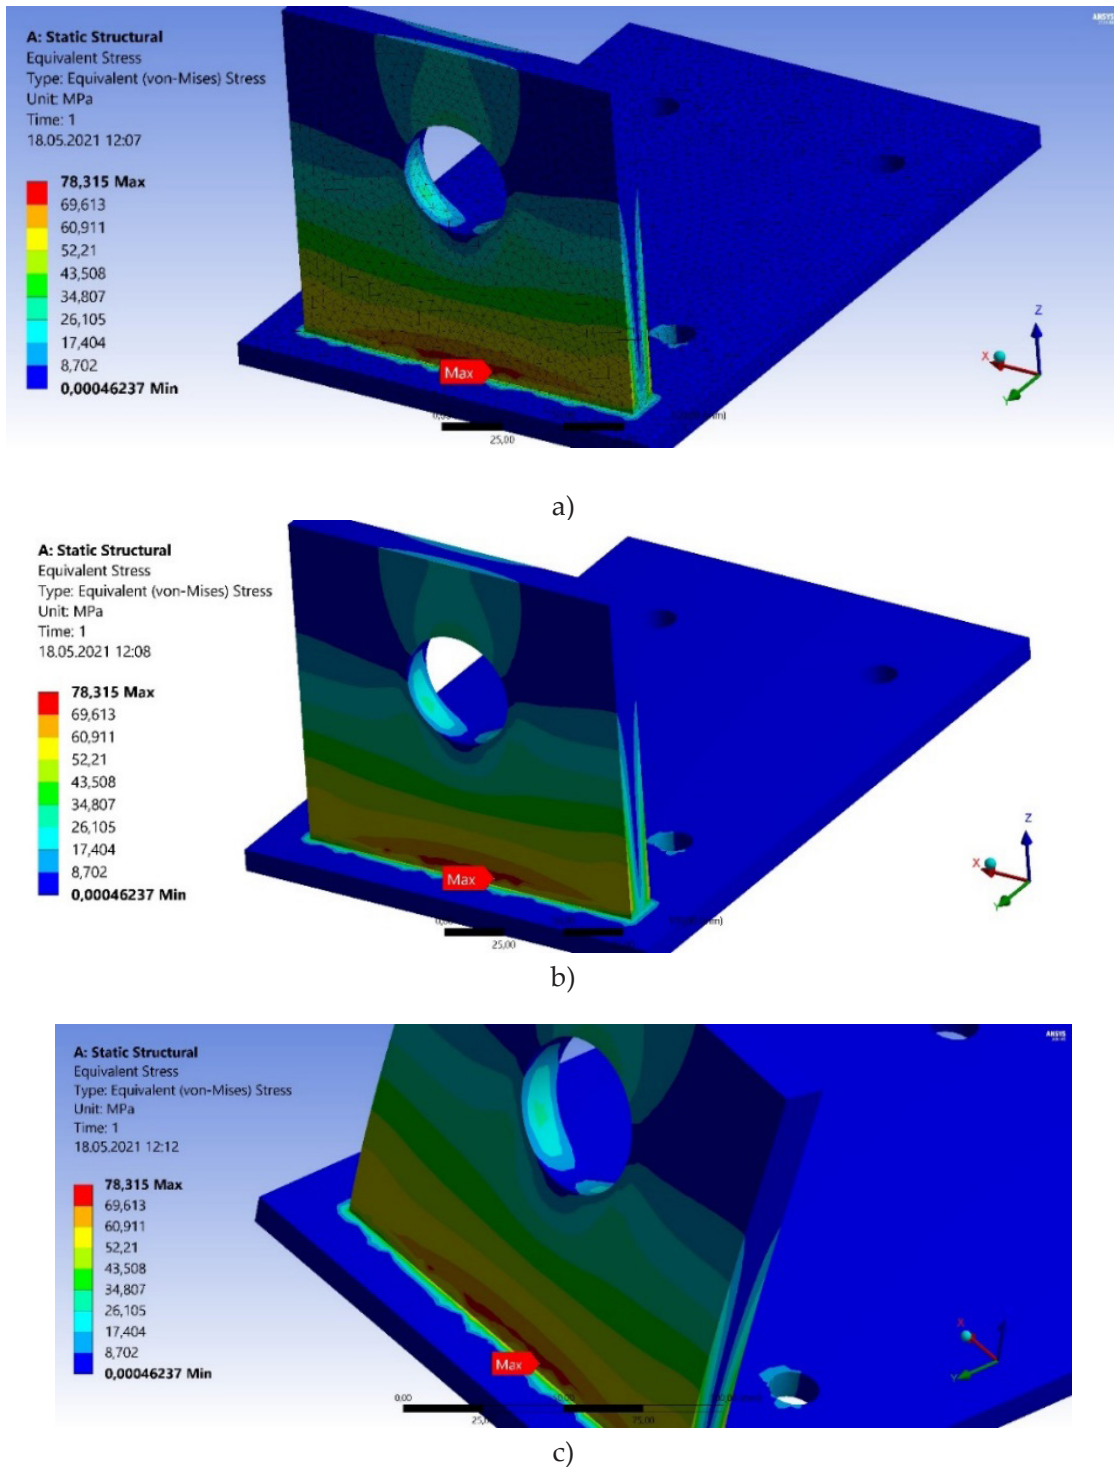 ANSYS
A: Static Structural
Equivalent Stress
Type: Equivalent (von-Mises) Stress
Unit: MPa
Time: 1
18.05.2021 12:07
78,315 Max
69,613
60,911
52,21
43,508
34,807
26,105
17,404
8,702
0,00046237 Min
Max
Z
X
Y
25,00
a)
A: Static Structural
Equivalent Stress
Type: Equivalent (von-Mises) Stress
Unit: MPa
Time: 1
18.05.2021 12:08
78,315 Max
69,613
60,911
52,21
43,508
34,807
26,105
17,404
8,702
0,00046237 Min
Max
Z
X
Y
25,00
b)
ANSYS
A: Static Structural
Equivalent Stress
Type: Equivalent (von-Mises) Stress
Unit: MPa
Time: 1
18.05.2021 12:12
78,315 Max
69,613
60,911
52,21
43,508
34,807
26,105
17,404
8,702
0,00046237 Min
Max
X
Y
0,00
75,00
c)